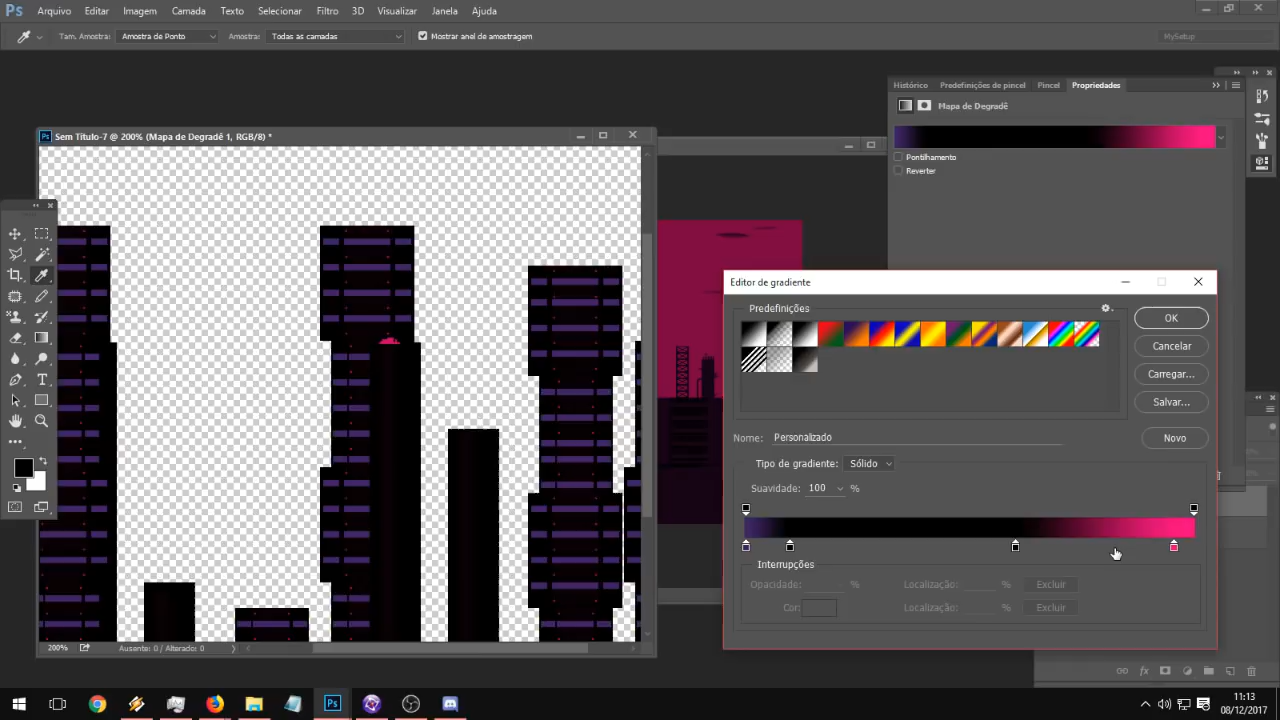 Ps Arquivo Editar Imagem Camada Texto Selecionar Filtro 3D Visualizar Janela Ajuda
Tam. Amostra: Amostra de Ponto Amostra: Todas as camadas Mostrar anel de amostragem MySetup
Histórico Predefinições de pincel Pincel Propriedades
Mapa de Degradê
Ps Sem Título-7 @ 200% (Mapa de Degradê 1, RGB/8) *
Pontilhamento
Reverter
Editor de gradiente
Predefinições
OK
Cancelar
Carregar...
Salvar...
Nome: Personalizado
Novo
Tipo de gradiente: Sólido
Suavidade: 100 %
Interrupções
Opacidade: % Localização: % Excluir
Cor: Localização: % Excluir
200% Ausente: 0 / Alterado: 0
fx
Ps
11:13
08/12/2017